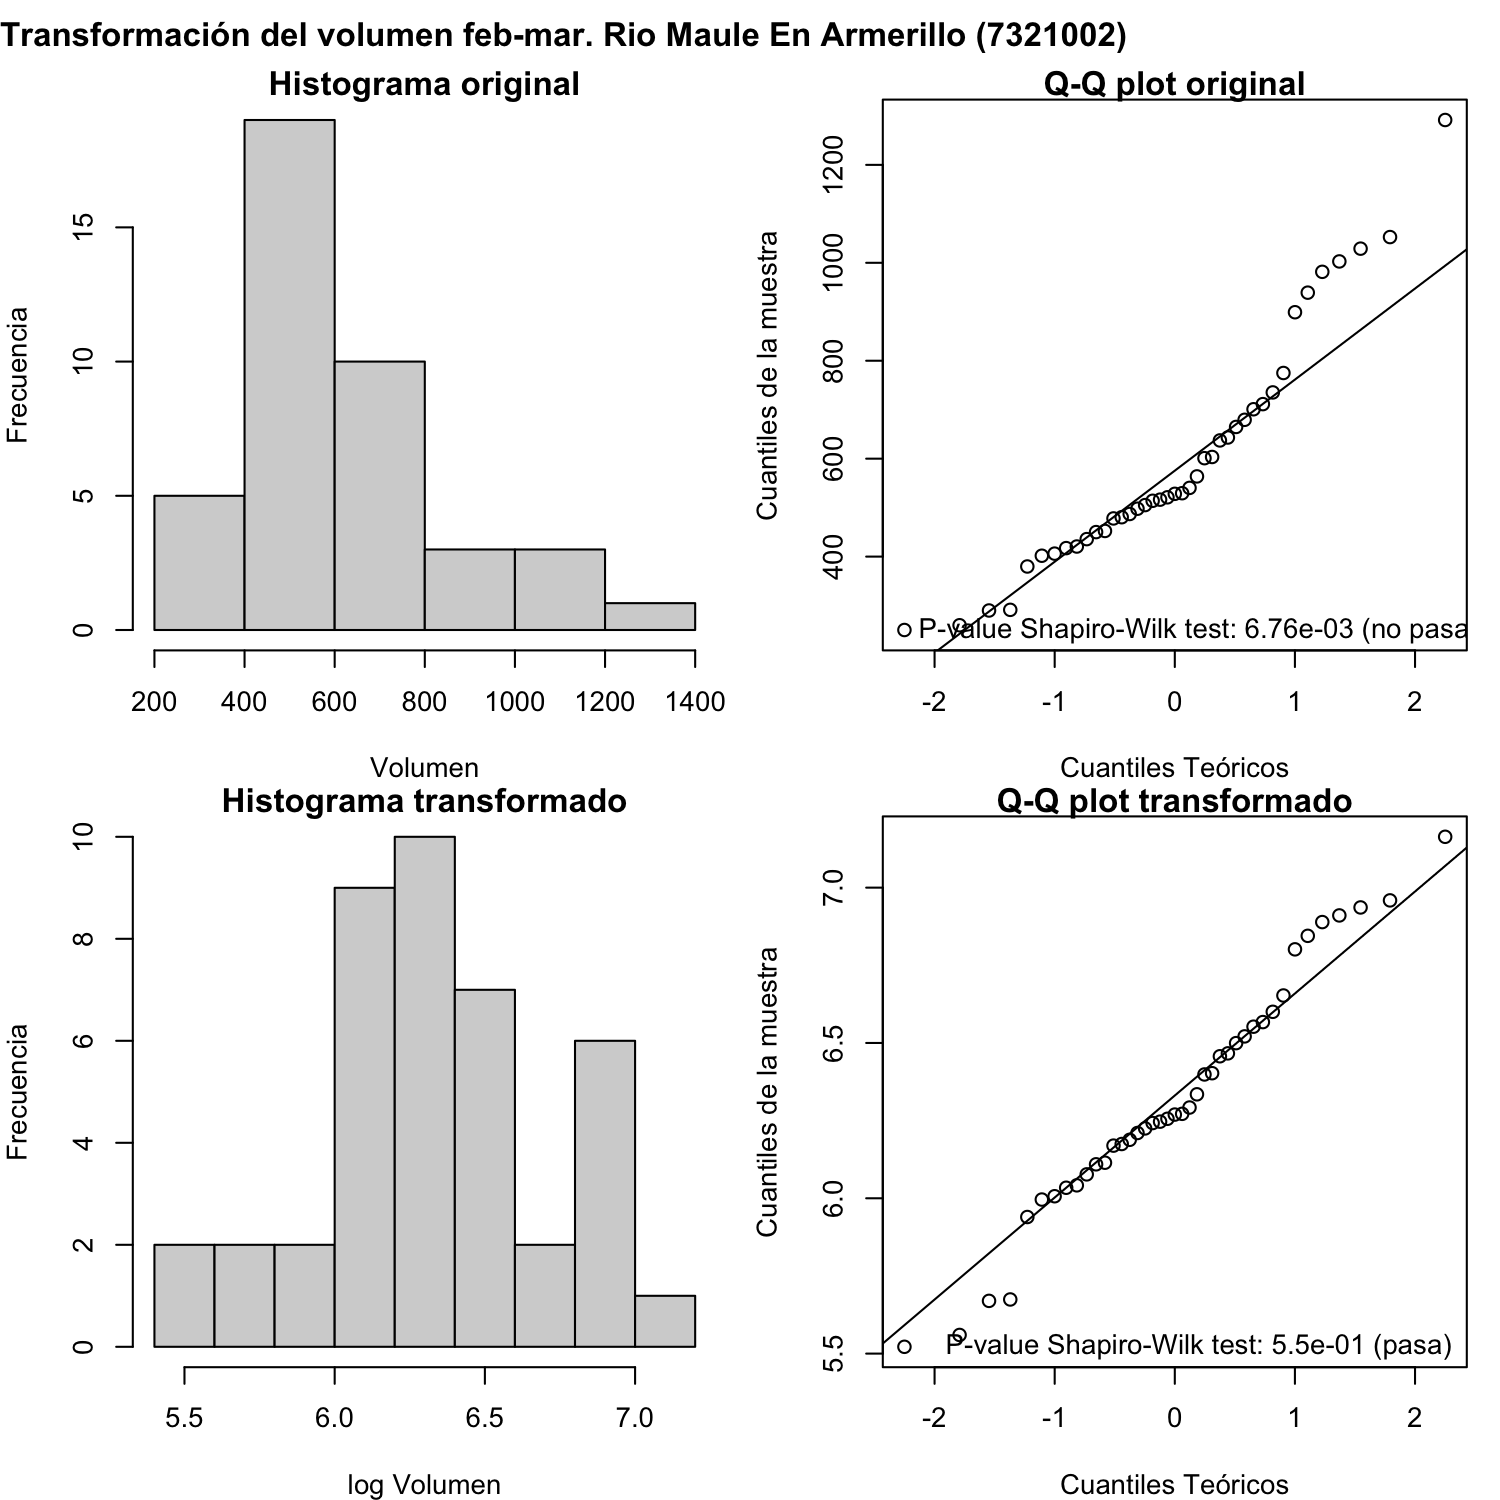 Transformación del volumen feb-mar. Rio Maule En Armerillo (7321002)
Histograma original
Frecuencia
0 5 10 15
200 400 600 800 1000 1200 1400
Volumen
Q-Q plot original
Cuantiles de la muestra
400 600 800 1000 1200
P-value Shapiro-Wilk test: 6.76e-03 (no pasa
-2 -1 0 1 2
Cuantiles Teóricos
Histograma transformado
Frecuencia
0 2 4 6 8 10
5.5 6.0 6.5 7.0
log Volumen
Q-Q plot transformado
Cuantiles de la muestra
5.5 6.0 6.5 7.0
P-value Shapiro-Wilk test: 5.5e-01 (pasa)
-2 -1 0 1 2
Cuantiles Teóricos